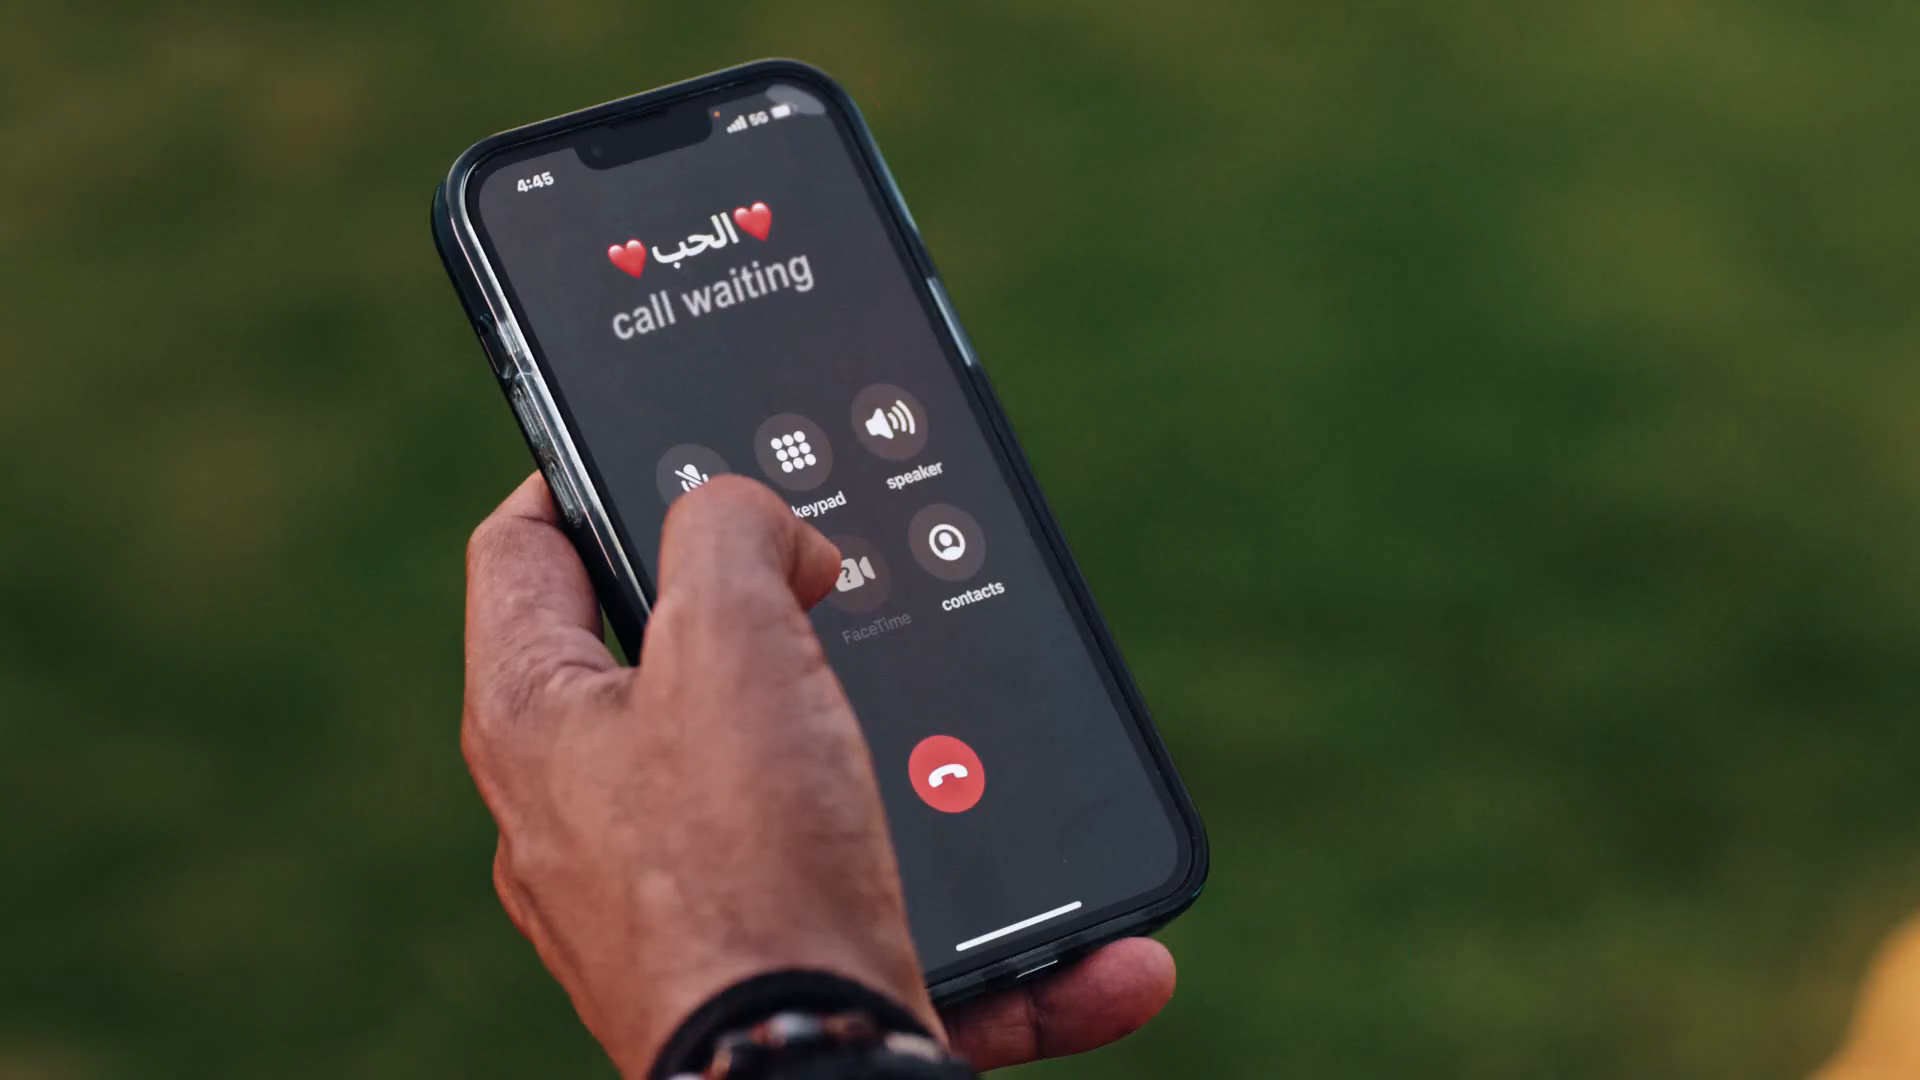 4:45
5G
❤️الحب❤️
call waiting
keypad
speaker
FaceTime
contacts